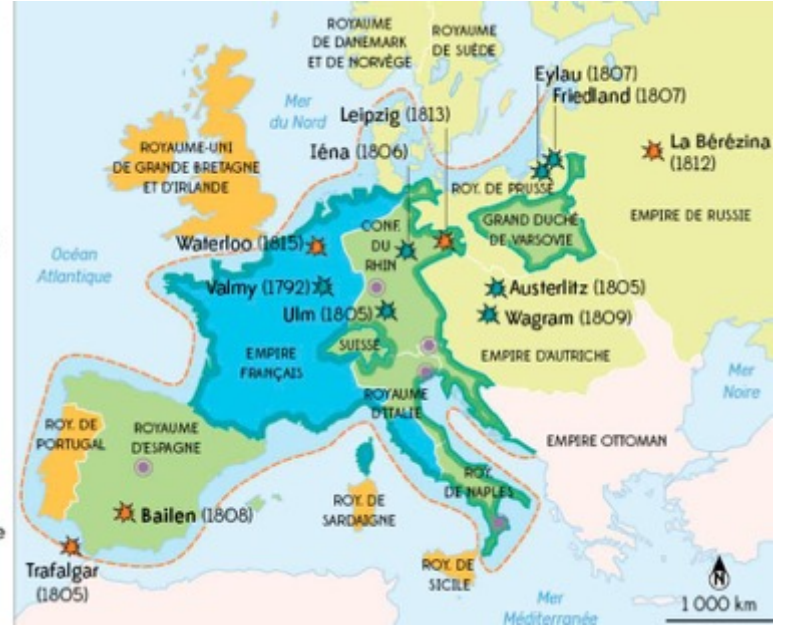 ROYAUME
DE DANEMARK
ET DE NORVÈGE
ROYAUME
DE SUÈDE
Mer
du Nord
Eylau (1807)
Friedland (1807)
Leipzig (1813)
Iéna (1806)
La Bérézina
(1812)
ROYAUME-UNI
DE GRANDE BRETAGNE
ET D'IRLANDE
ROY. DE PRUSSE
GRAND DUCHÉ
DE VARSOVIE
EMPIRE DE RUSSIE
CONF.
DU
RHIN
Océan
Atlantique
Waterloo (1815)
Valmy (1792)
Ulm (1805)
Austerlitz (1805)
Wagram (1809)
SUISSE
EMPIRE
FRANÇAIS
EMPIRE D'AUTRICHE
Mer
Noire
ROYAUME
D'ITALIE
ROY. DE
PORTUGAL
ROYAUME
D'ESPAGNE
EMPIRE OTTOMAN
ROY.
DE NAPLES
ROY. DE
SARDAIGNE
Bailen (1808)
Trafalgar
(1805)
ROY. DE
SICILE
Mer
Méditerranée
N
1 000 km